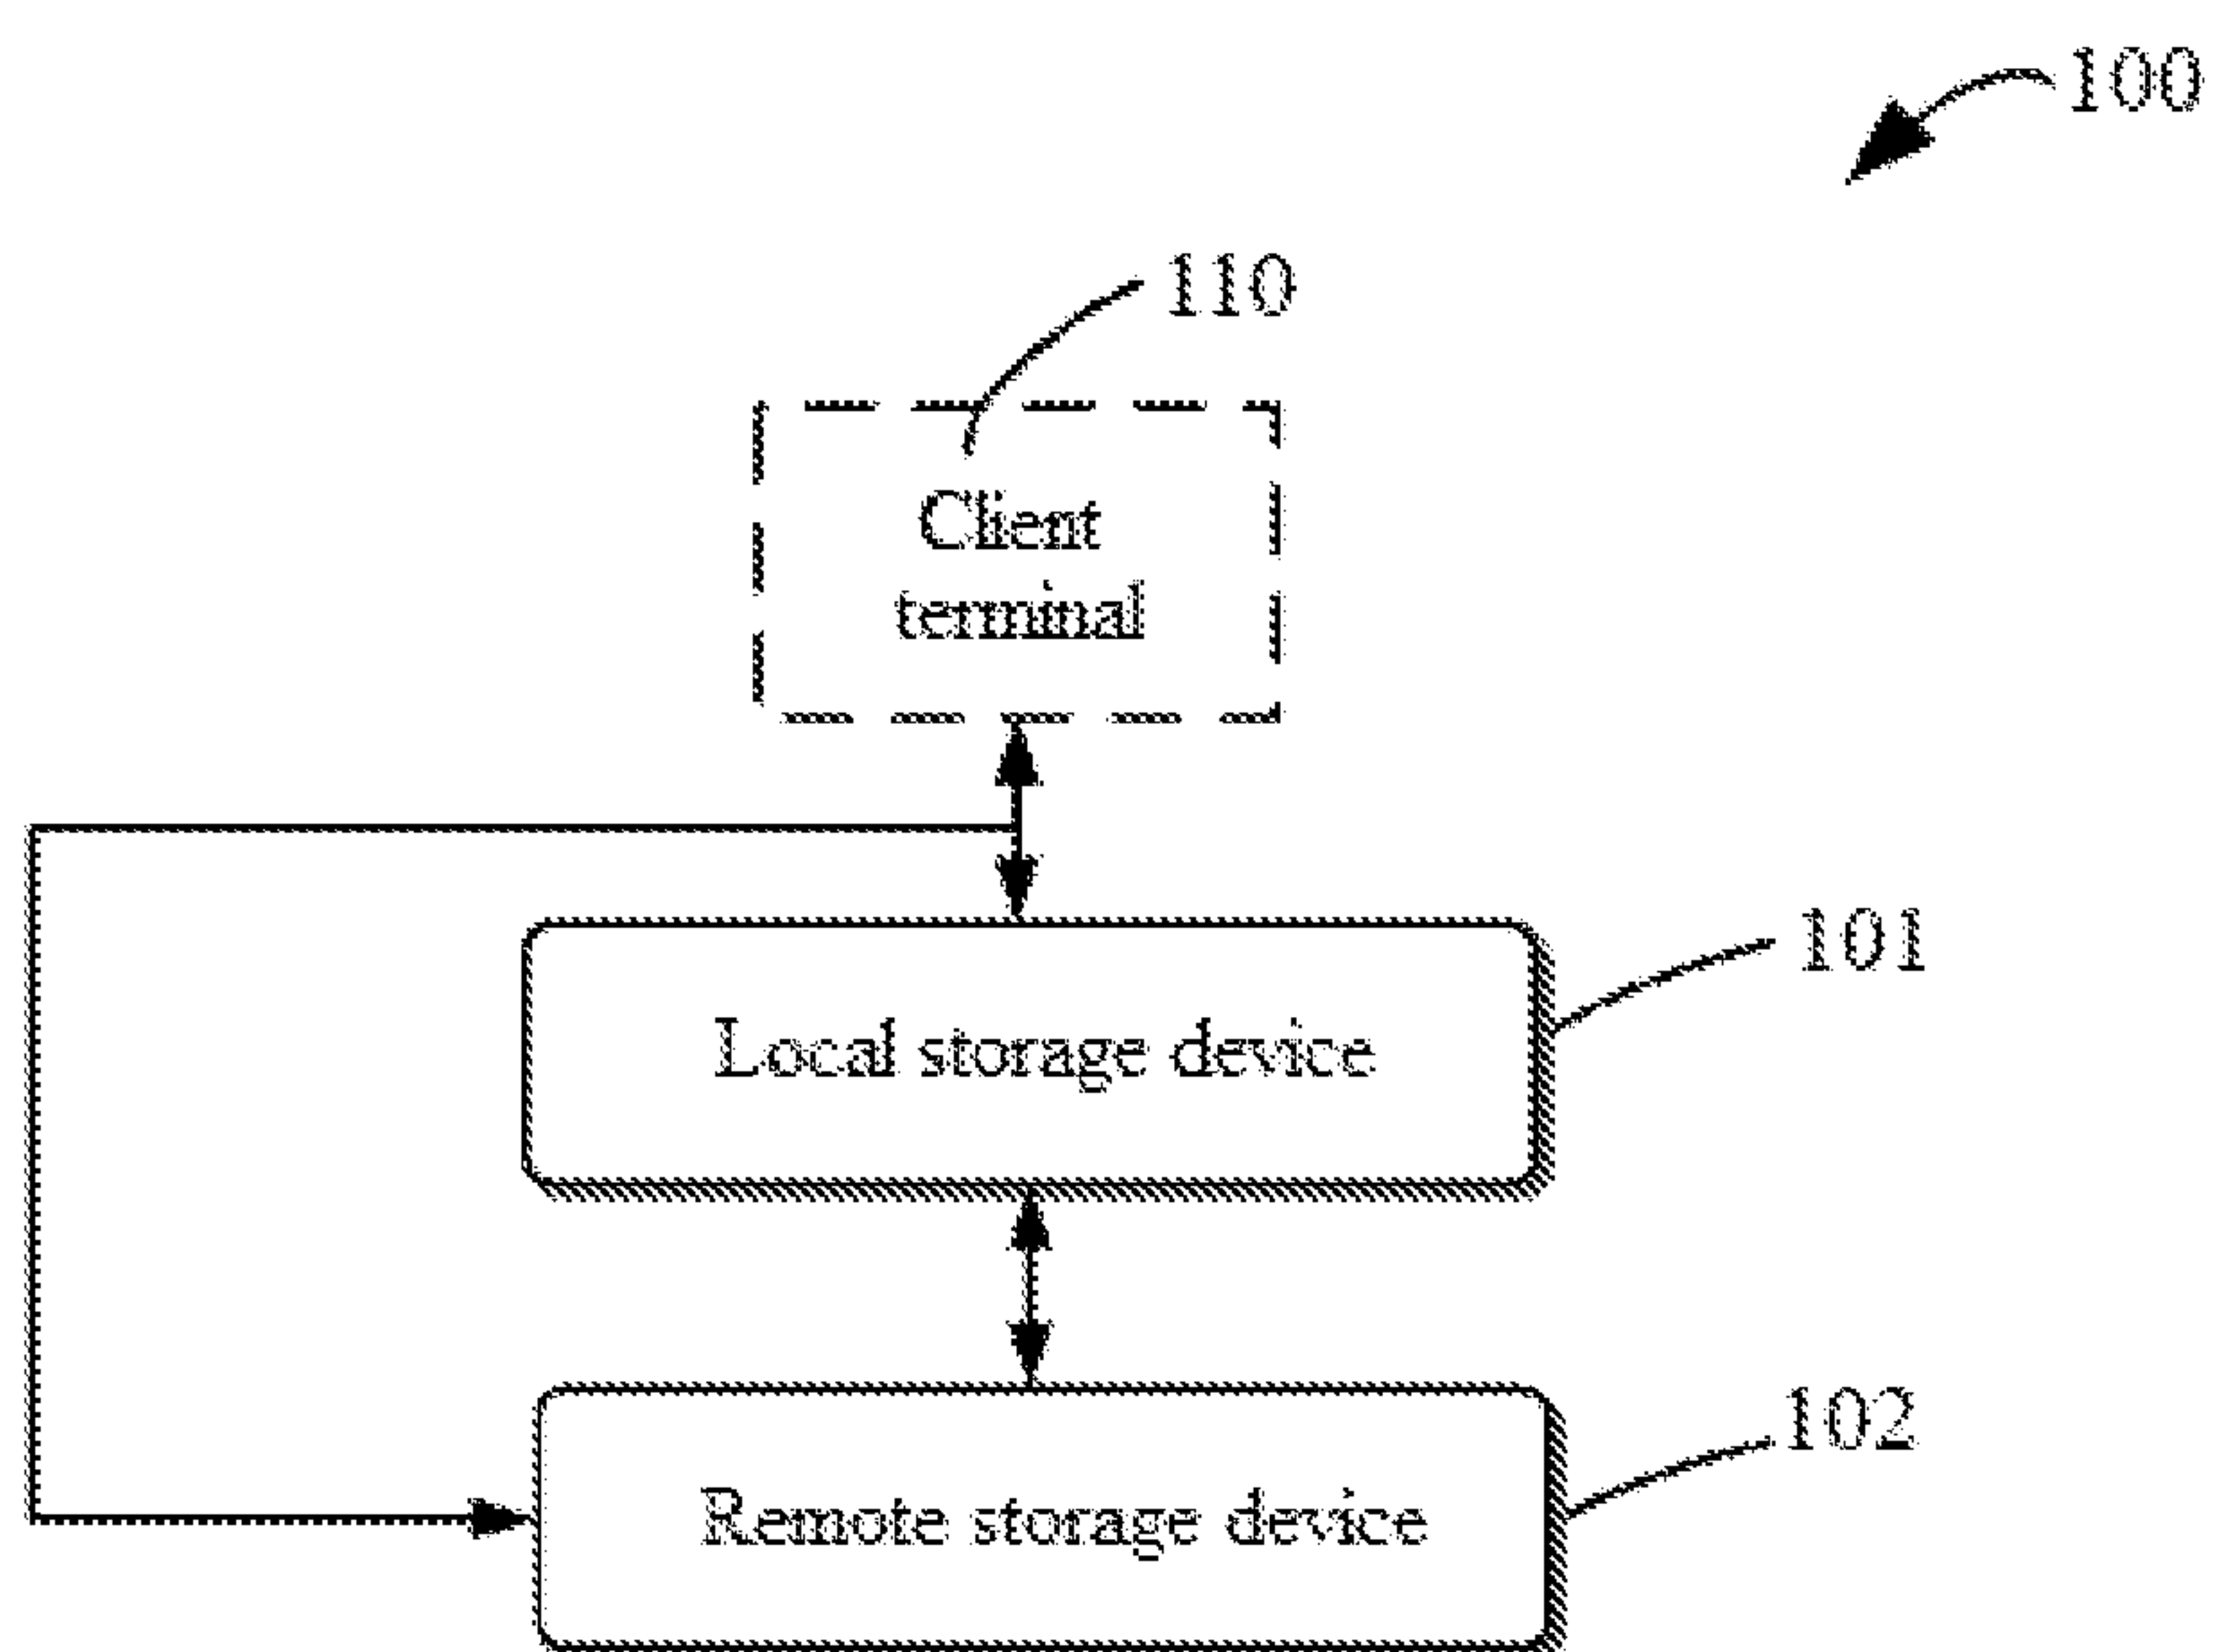 100
110
Client
terminal
101
Local storage device
102
Remote storage device